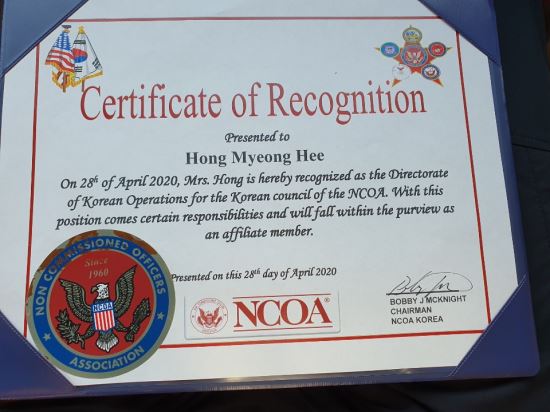 Certificate of Recognition
Presented to
Hong Myeong Hee
On 28th of April 2020, Mrs. Hong is hereby recognized as the Directorate
of Korean Operations for the Korean council of the NCOA. With this
position comes certain responsibilities and will fall within the purview as
an affiliate member.
Presented on this 28th day of April 2020
NON COMMISSIONED OFFICERS
ASSOCIATION
Since
1960
NCOA
NCOA®
BOBBY J MCKNIGHT
CHAIRMAN
NCOA KOREA